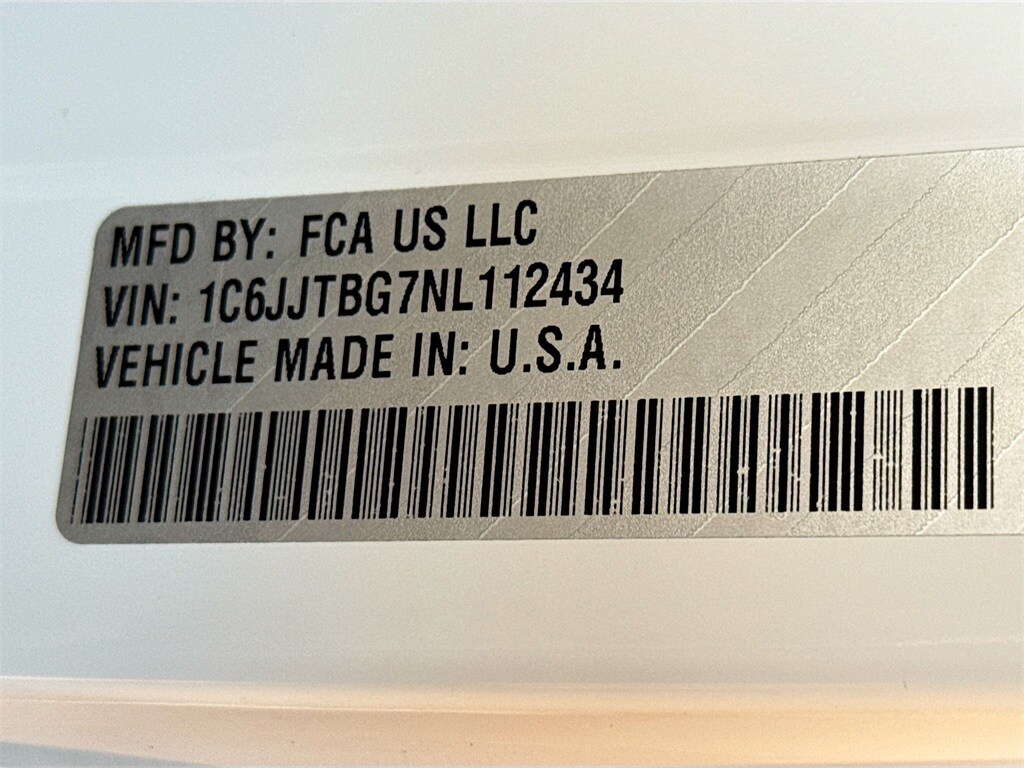 MFD BY: FCA US LLC
VIN: 1C6JJTBG7NL112434
VEHICLE MADE IN: U.S.A.